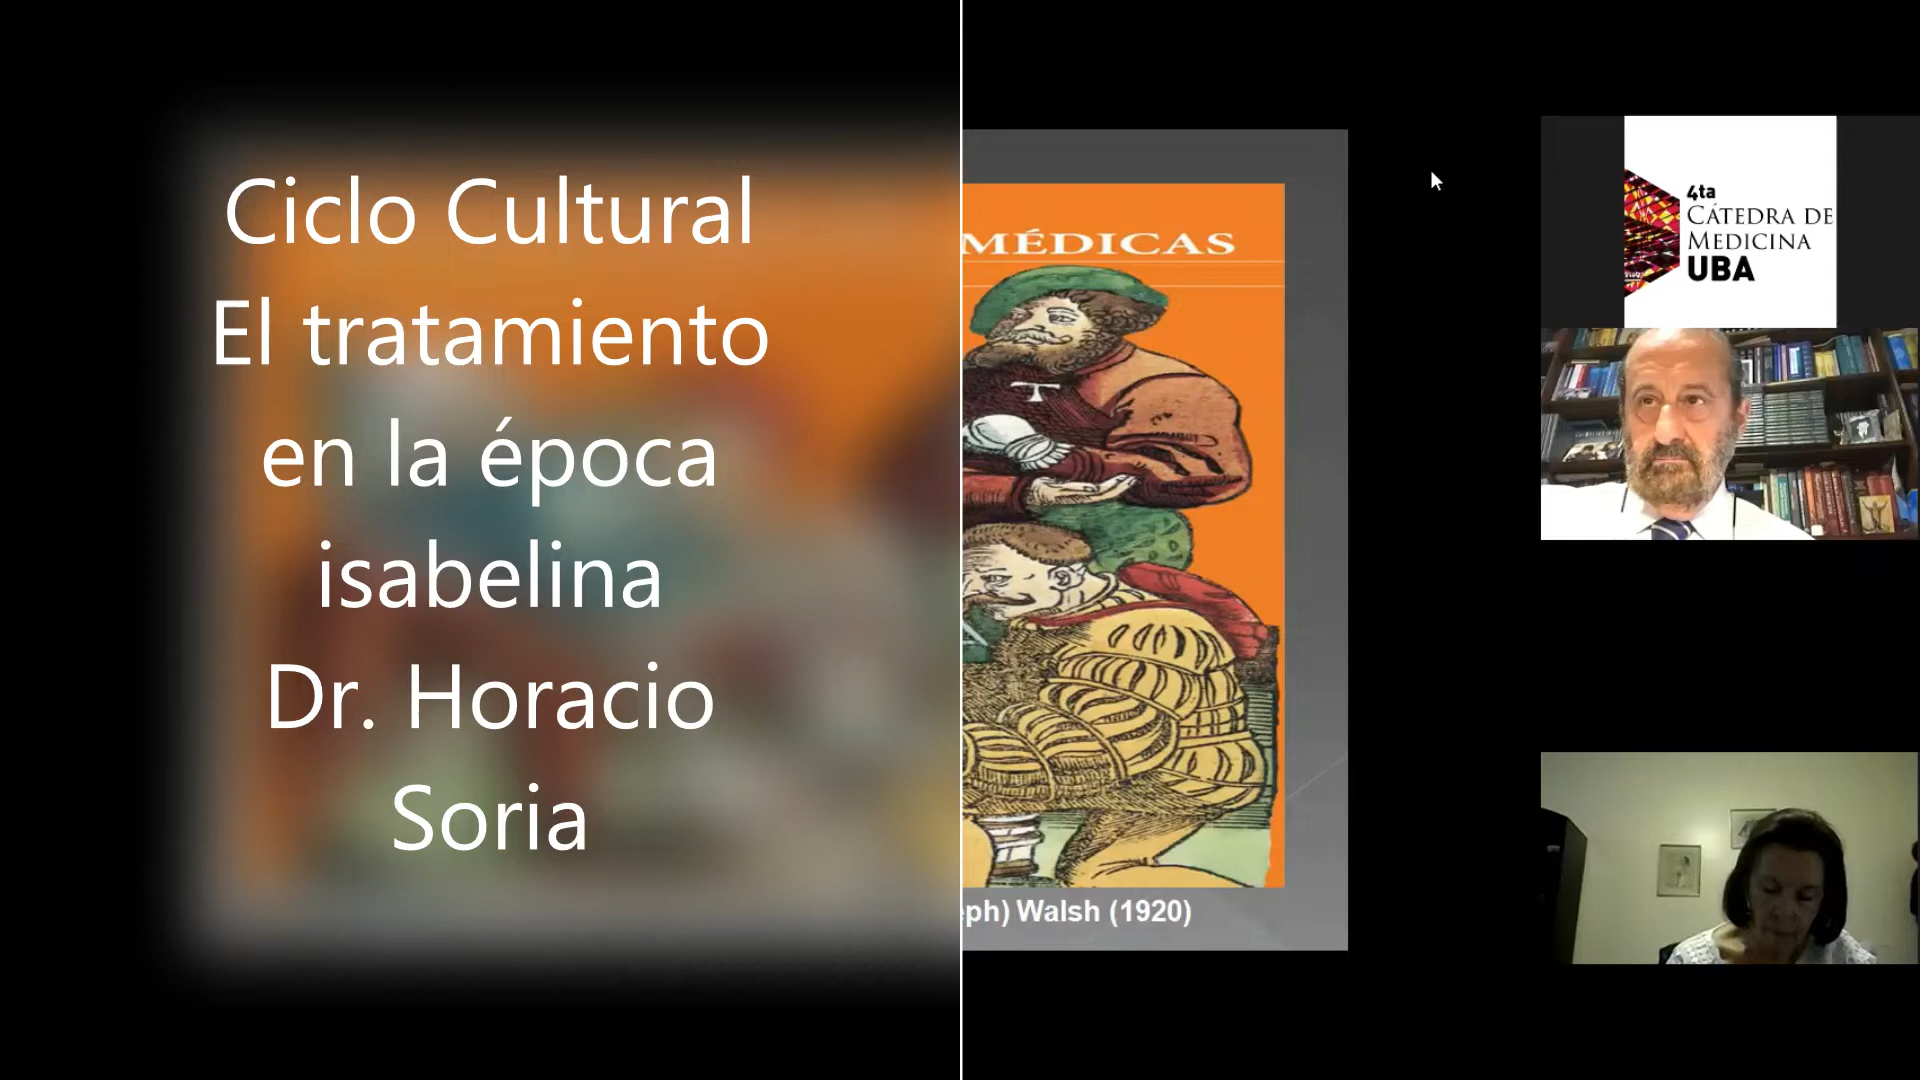 Ciclo Cultural
El tratamiento
en la época
isabelina
Dr. Horacio
Soria
MÉDICAS
T
eph) Walsh (1920)
4ta
CÁTEDRA DE
MEDICINA
UBA